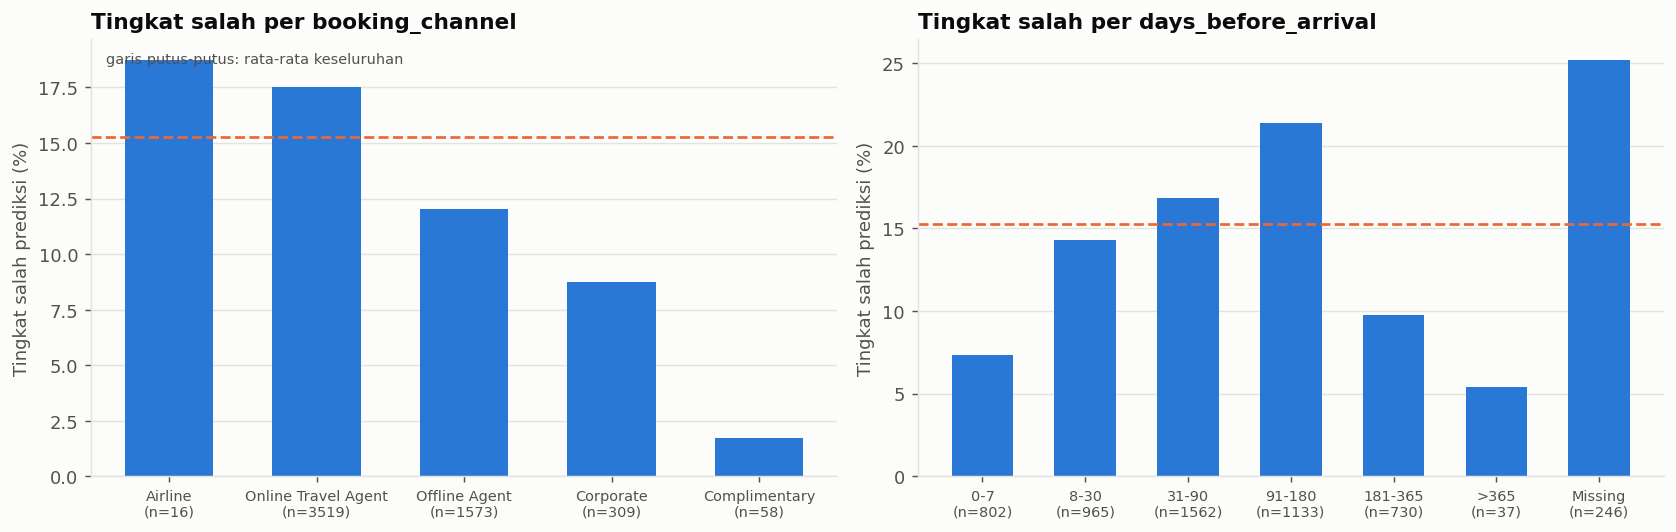 Tingkat salah per booking_channel
garis putus-putus: rata-rata keseluruhan
Tingkat salah prediksi (%)
17.5
15.0
12.5
10.0
7.5
5.0
2.5
0.0
Airline
(n=16)
Online Travel Agent
(n=3519)
Offline Agent
(n=1573)
Corporate
(n=309)
Complimentary
(n=58)
Tingkat salah per days_before_arrival
Tingkat salah prediksi (%)
25
20
15
10
5
0
0-7
(n=802)
8-30
(n=965)
31-90
(n=1562)
91-180
(n=1133)
181-365
(n=730)
>365
(n=37)
Missing
(n=246)